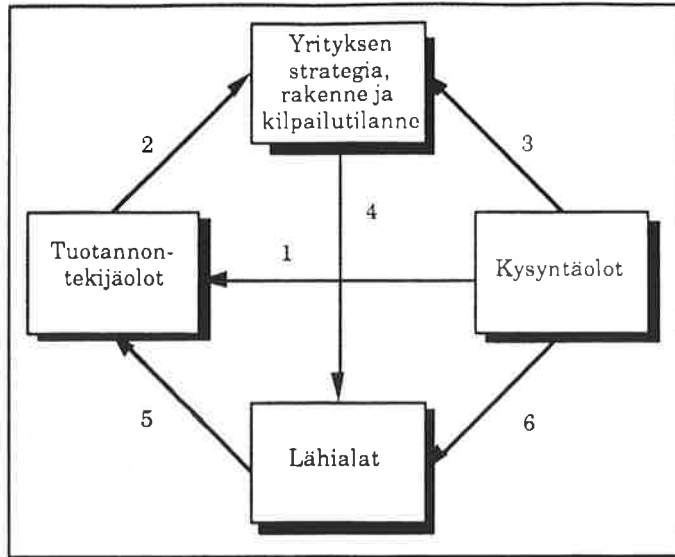 Yrityksen
strategia,
rakenne ja
kilpailutilanne
2
3
4
Tuotannon-
tekijäolot
1
Kysyntäolot
5
6
Lähialat